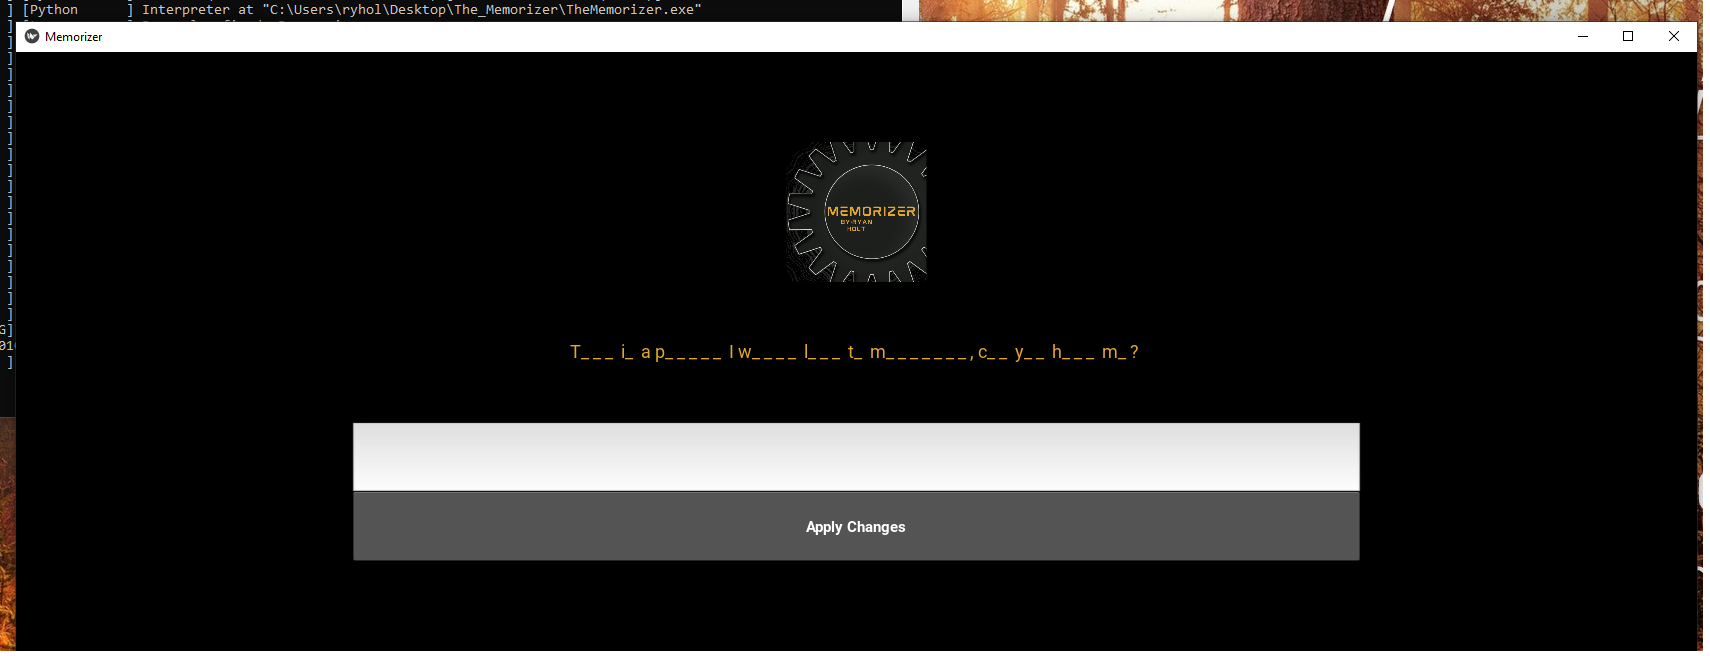 ] [Python ] Interpreter at "C:\Users\ryhol\Desktop\The_Memorizer\TheMemorizer.exe"
Memorizer
MEMORIZER
BY-RYAN
HOLT
T___ i_ a p_____ I w____ l___ t_ m_______, c__ y__ h___ m_?
Apply Changes